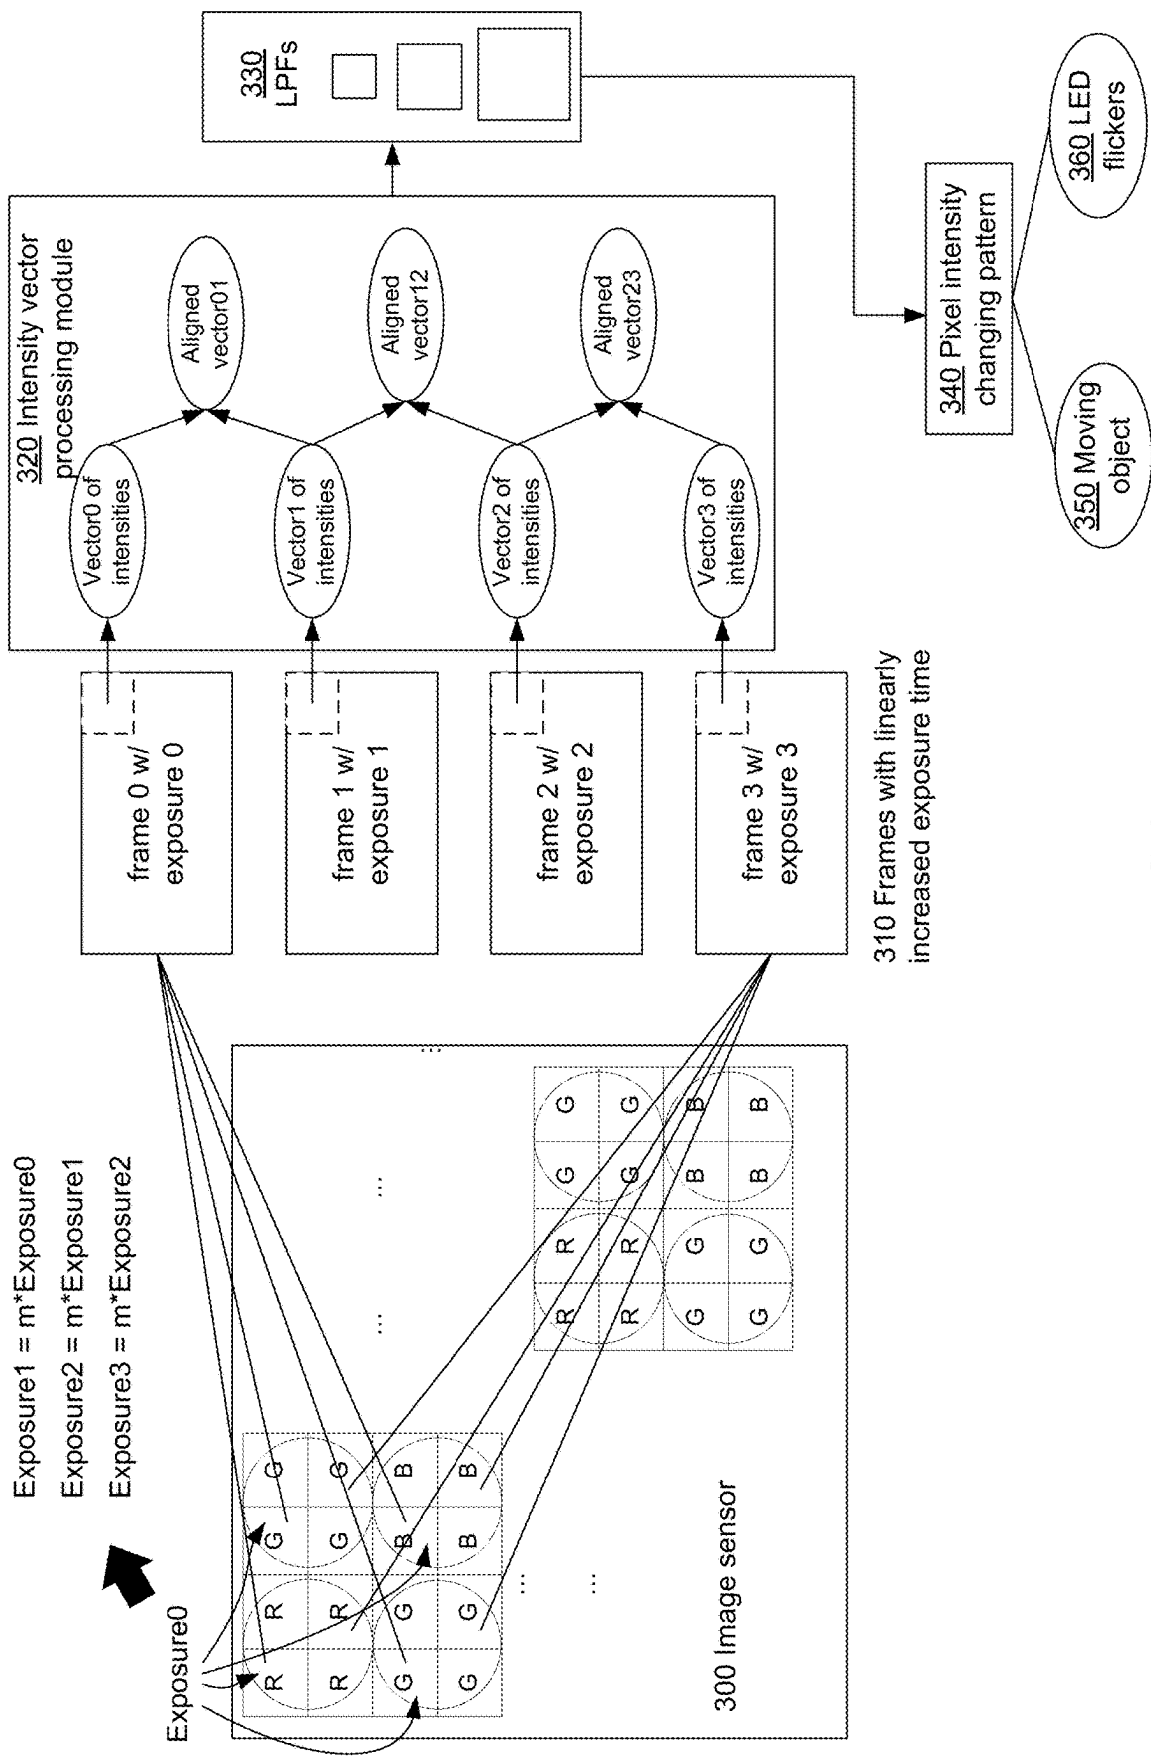 Exposure1 = m*Exposure0
Exposure2 = m*Exposure1
Exposure3 = m*Exposure2
Exposure0
R R G G
R R G G
G G B B
G G B B
...
...
...
...
...
R R G G
R R G G
G G B B
G G B B
300 Image sensor
frame 0 w/
exposure 0
frame 1 w/
exposure 1
frame 2 w/
exposure 2
frame 3 w/
exposure 3
310 Frames with linearly
increased exposure time
320 Intensity vector
processing module
Vector0 of
intensities
Vector1 of
intensities
Vector2 of
intensities
Vector3 of
intensities
Aligned
vector01
Aligned
vector12
Aligned
vector23
330
LPFs
340 Pixel intensity
changing pattern
350 Moving
object
360 LED
flickers